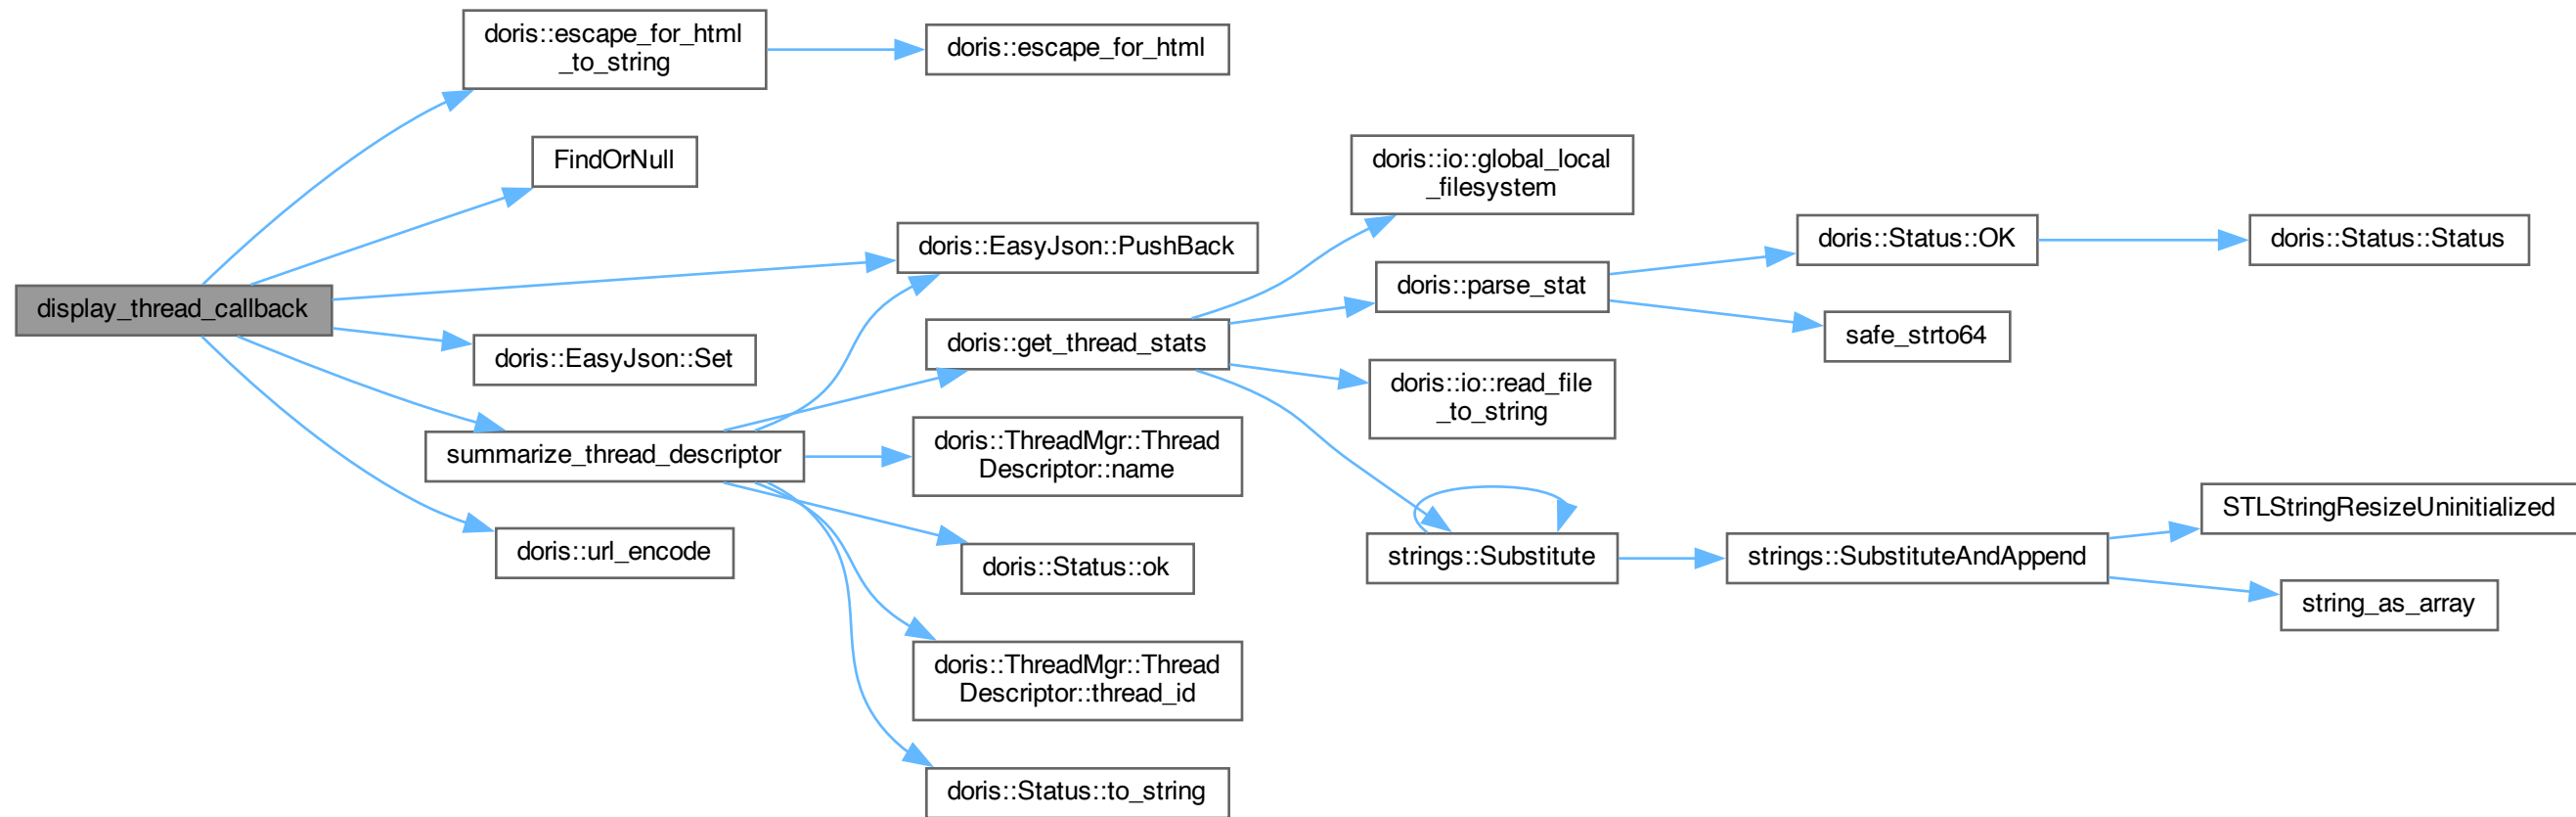 display_thread_callback
doris::escape_for_html
_to_string
doris::escape_for_html
FindOrNull
doris::EasyJson::PushBack
doris::EasyJson::Set
summarize_thread_descriptor
doris::url_encode
doris::get_thread_stats
doris::ThreadMgr::Thread
Descriptor::name
doris::Status::ok
doris::ThreadMgr::Thread
Descriptor::thread_id
doris::Status::to_string
doris::io::global_local
_filesystem
doris::parse_stat
doris::io::read_file
_to_string
strings::Substitute
doris::Status::OK
doris::Status::Status
safe_strto64
strings::SubstituteAndAppend
STLStringResizeUninitialized
string_as_array